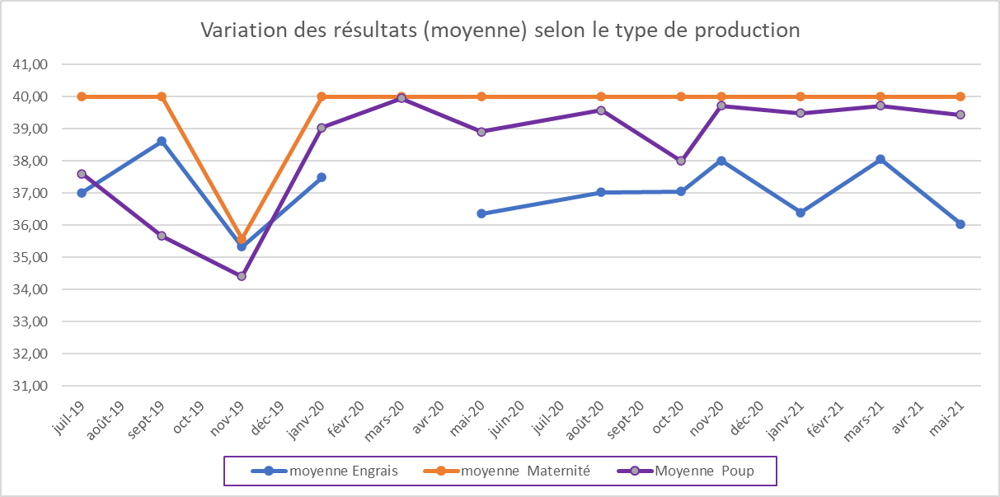 Variation des résultats (moyenne) selon le type de production
41,00
40,00
39,00
38,00
37,00
36,00
35,00
34,00
33,00
32,00
31,00
juil-19
août-19
sept-19
oct-19
nov-19
déc-19
janv-20
févr-20
mars-20
avr-20
mai-20
juin-20
juil-20
août-20
sept-20
oct-20
nov-20
déc-20
janv-21
févr-21
mars-21
avr-21
mai-21
moyenne Engrais
moyenne Maternité
Moyenne Poup